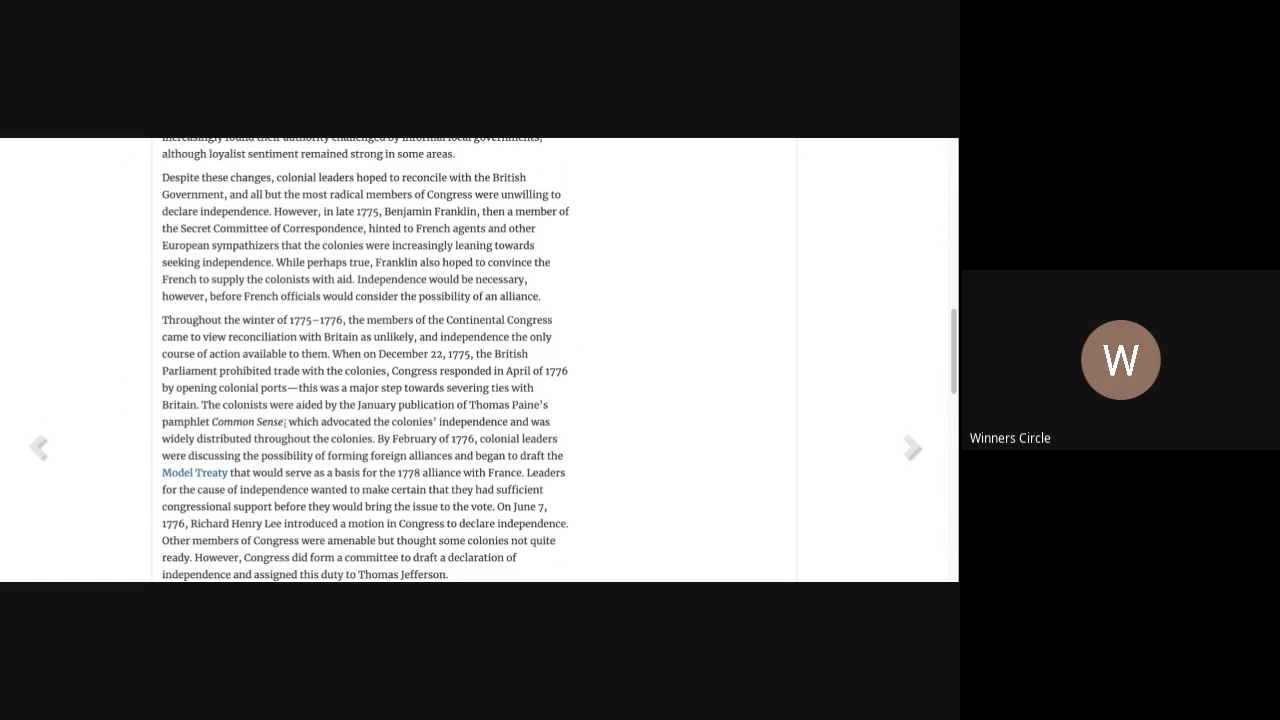 increasingly found their authority challenged by informal local governments,
although loyalist sentiment remained strong in some areas.
Despite these changes, colonial leaders hoped to reconcile with the British
Government, and all but the most radical members of Congress were unwilling to
declare independence. However, in late 1775, Benjamin Franklin, then a member of
the Secret Committee of Correspondence, hinted to French agents and other
European sympathizers that the colonies were increasingly leaning towards
seeking independence. While perhaps true, Franklin also hoped to convince the
French to supply the colonists with aid. Independence would be necessary,
however, before French officials would consider the possibility of an alliance.
Throughout the winter of 1775–1776, the members of the Continental Congress
came to view reconciliation with Britain as unlikely, and independence the only
course of action available to them. When on December 22, 1775, the British
Parliament prohibited trade with the colonies, Congress responded in April of 1776
by opening colonial ports—this was a major step towards severing ties with
Britain. The colonists were aided by the January publication of Thomas Paine's
pamphlet Common Sense, which advocated the colonies' independence and was
widely distributed throughout the colonies. By February of 1776, colonial leaders
were discussing the possibility of forming foreign alliances and began to draft the
Model Treaty that would serve as a basis for the 1778 alliance with France. Leaders
for the cause of independence wanted to make certain that they had sufficient
congressional support before they would bring the issue to the vote. On June 7,
1776, Richard Henry Lee introduced a motion in Congress to declare independence.
Other members of Congress were amenable but thought some colonies not quite
ready. However, Congress did form a committee to draft a declaration of
independence and assigned this duty to Thomas Jefferson.
W
Winners Circle